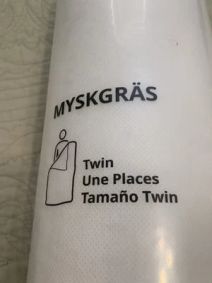 MYSKGRÄS
Twin
Une Places
Tamaño Twin